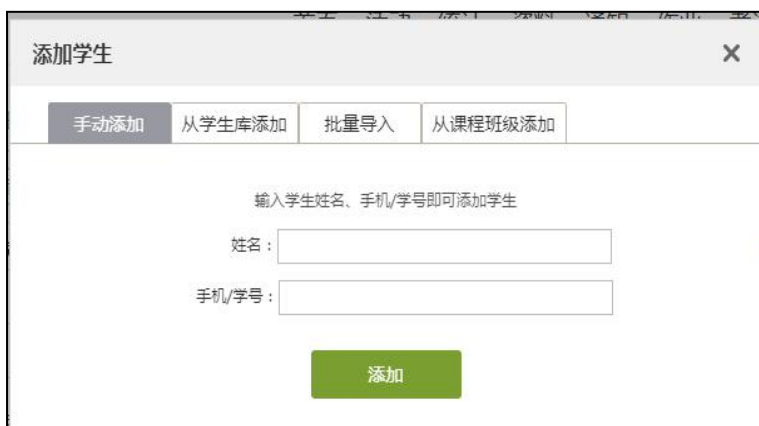 添加学生
手动添加 从学生库添加 批量导入 从课程班级添加
输入学生姓名、手机/学号即可添加学生
姓名：
手机/学号：
添加